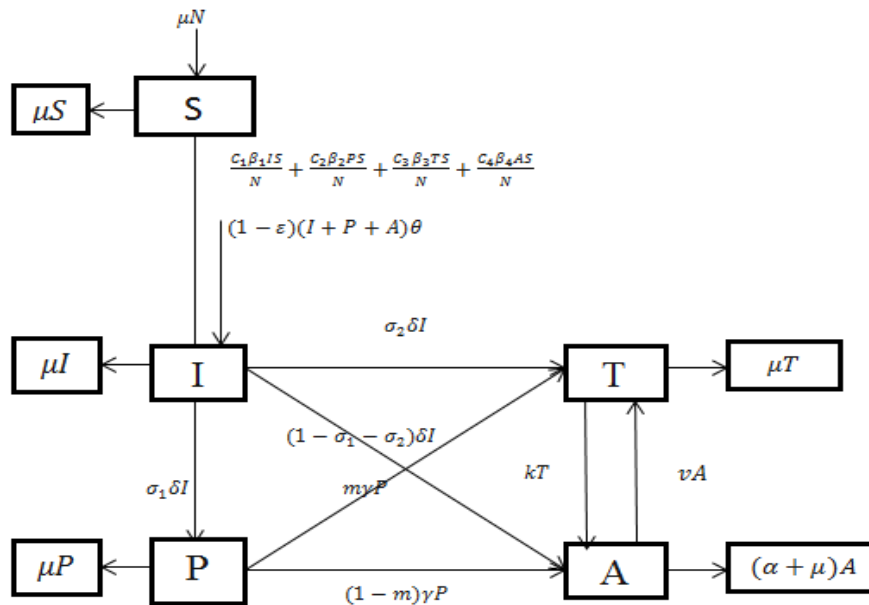 μN
μS
S
C₁β₁IS/N + C₂β₂PS/N + C₃β₃TS/N + C₄β₄AS/N
(1 − ε)(I + P + A)θ
σ₂δI
μI
I
T
μT
(1 − σ₁ − σ₂)δI
σ₁δI
mγP
kT
vA
μP
P
A
(α + μ)A
(1 − m)γP